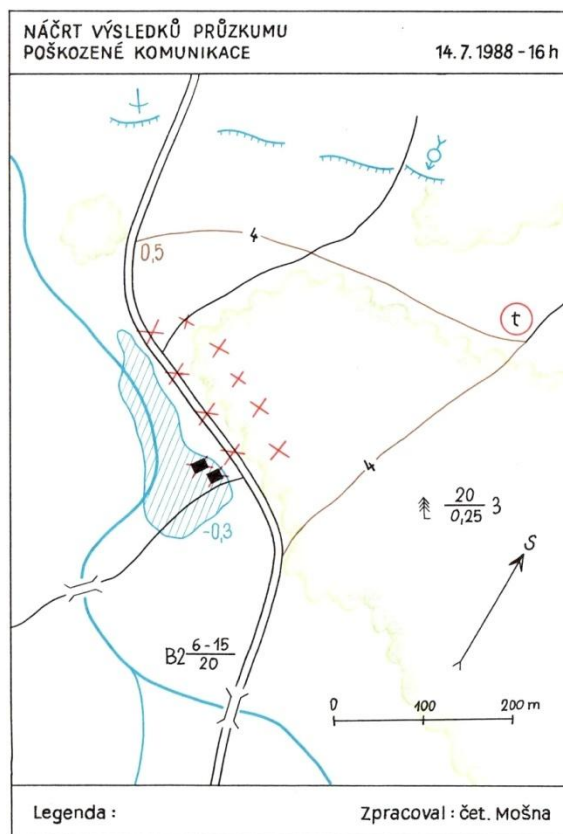 NÁČRT VÝSLEDKŮ PRŮZKUMU
POŠKOZENÉ KOMUNIKACE
14.7.1988 - 16 h
4
0,5
t
4
20
0,25
3
-0,3
S
B2
6-15
20
0 100 200 m
Legenda :
Zpracoval : čet. Mošna